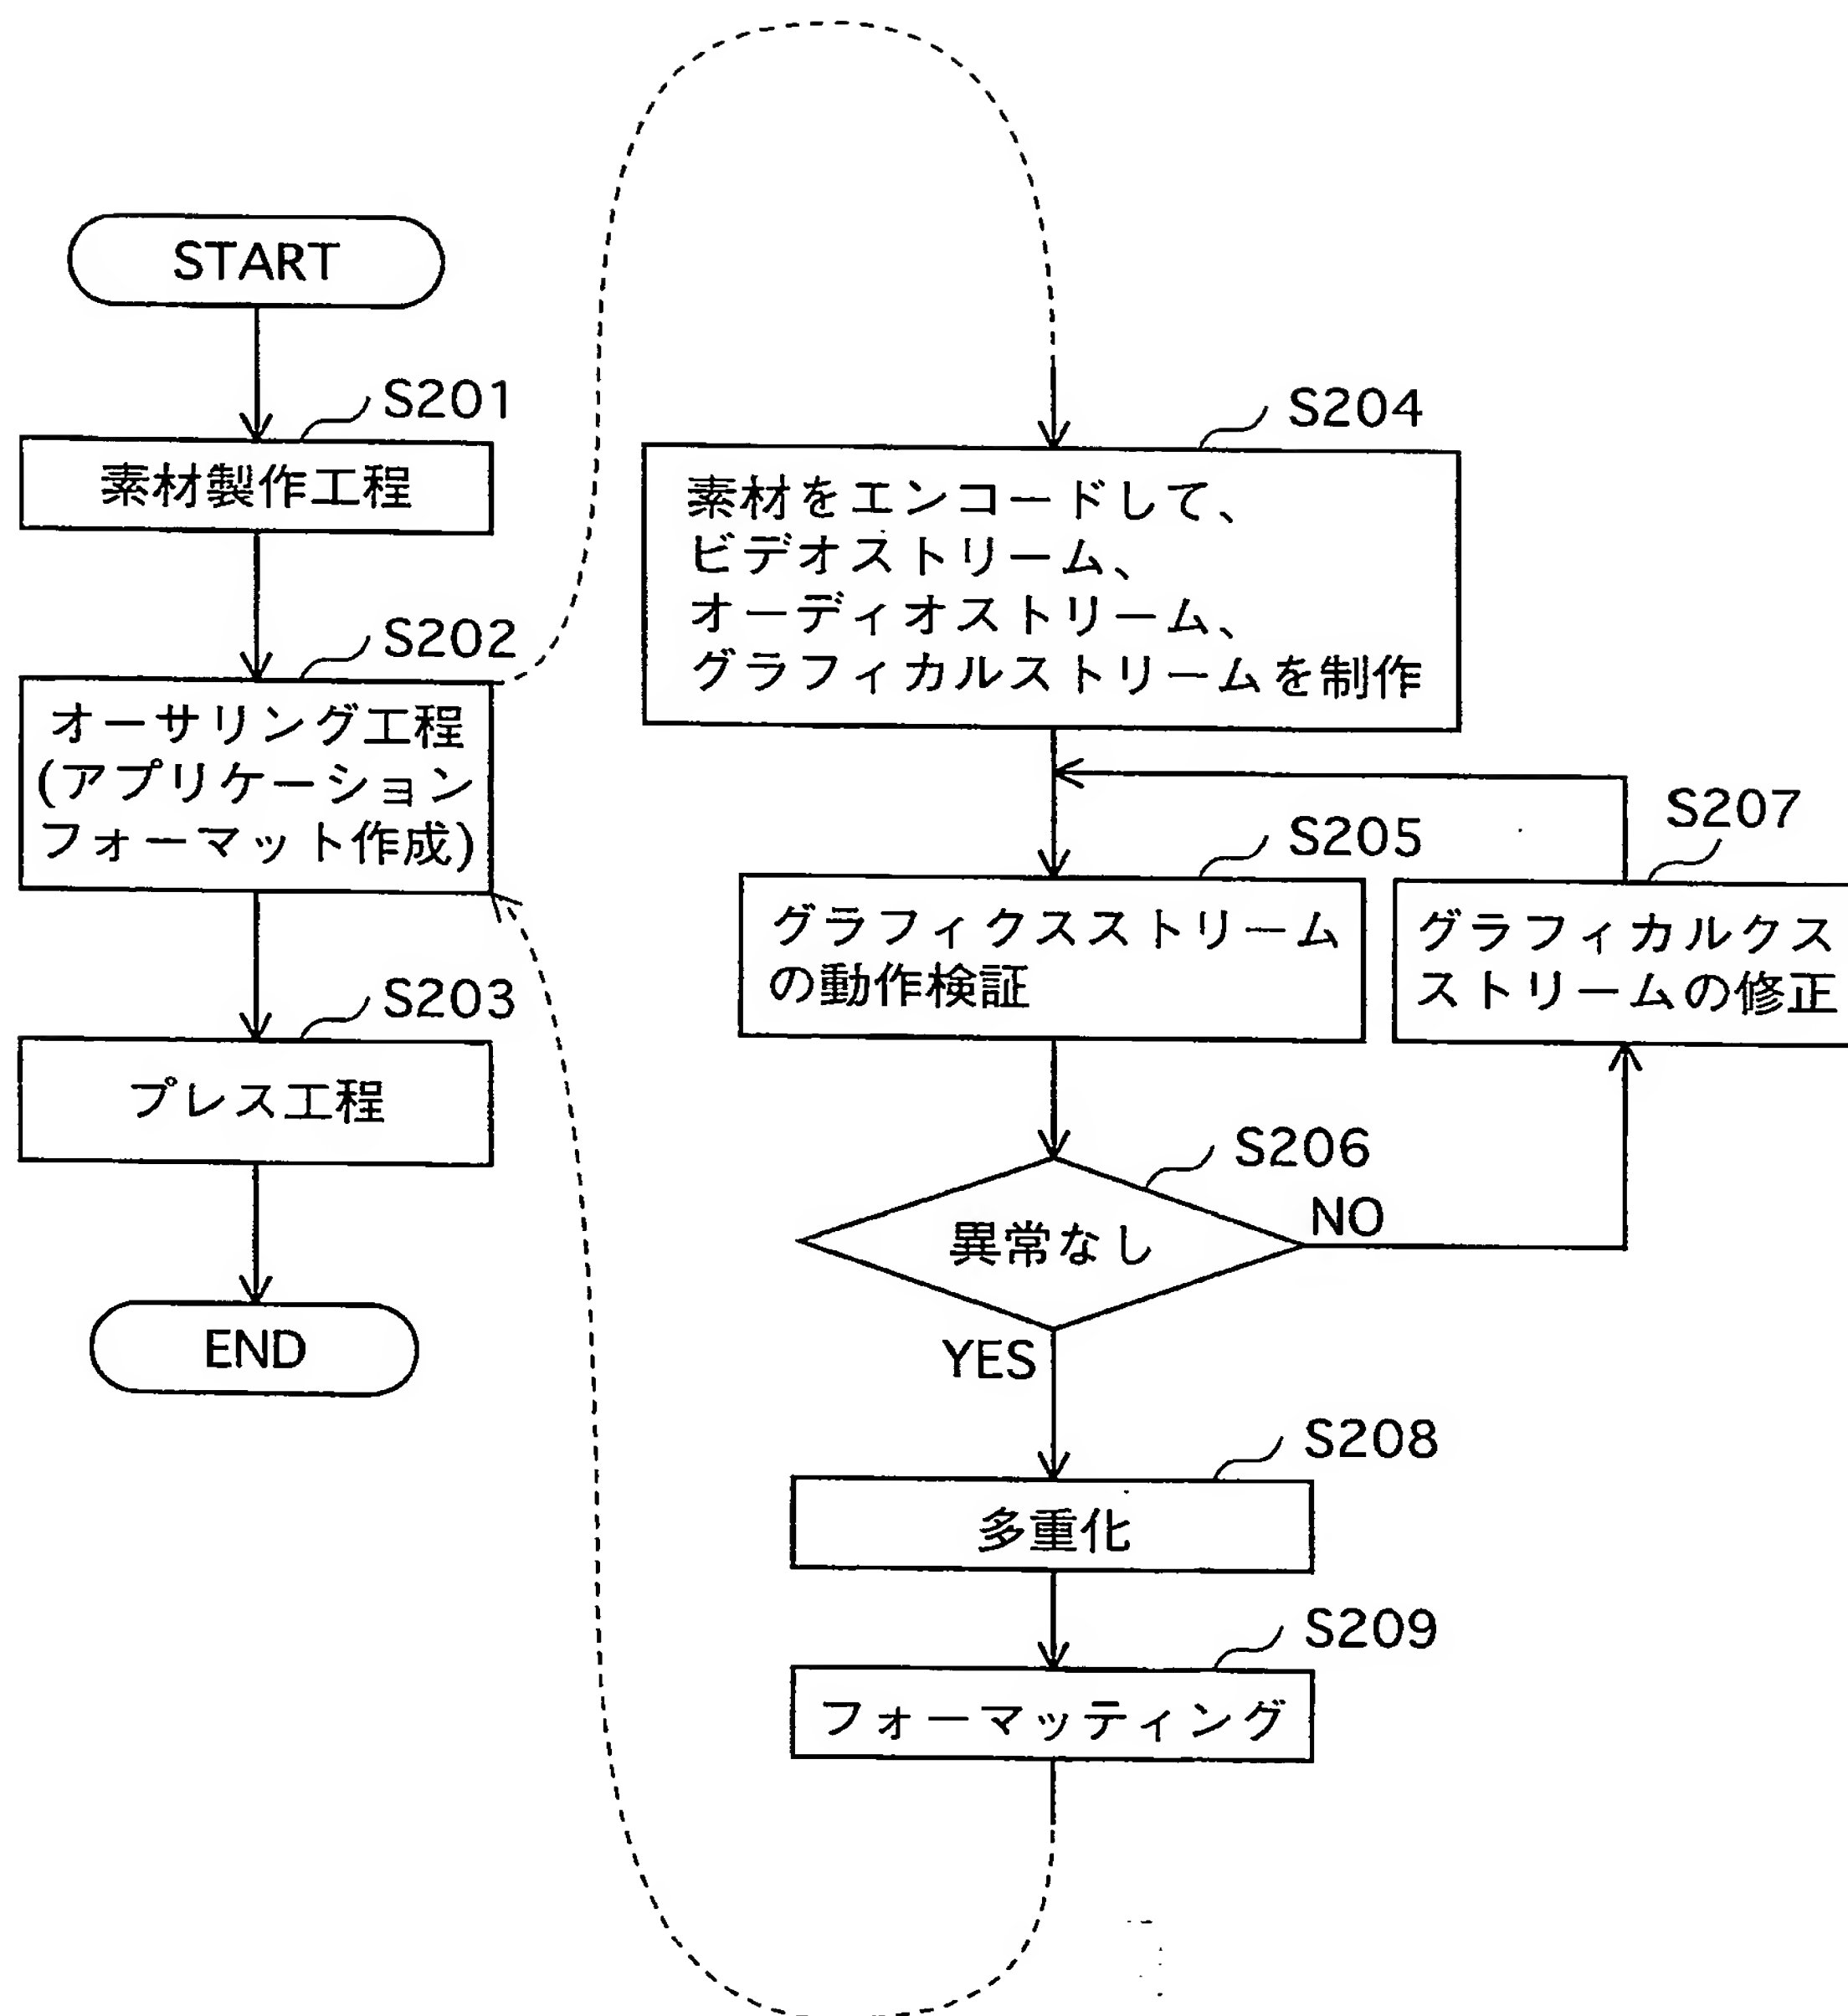 START
S201
素材製作工程
S202
オーサリング工程
(アプリケーション
フォーマット作成)
S203
プレス工程
END
S204
素材をエンコードして、
ビデオストリーム、
オーディオストリーム、
グラフィカルストリームを制作
S205
グラフィクスストリーム
の動作検証
S207
グラフィカルクス
ストリームの修正
S206
異常なし
NO
YES
S208
多重化
S209
フォーマッティング